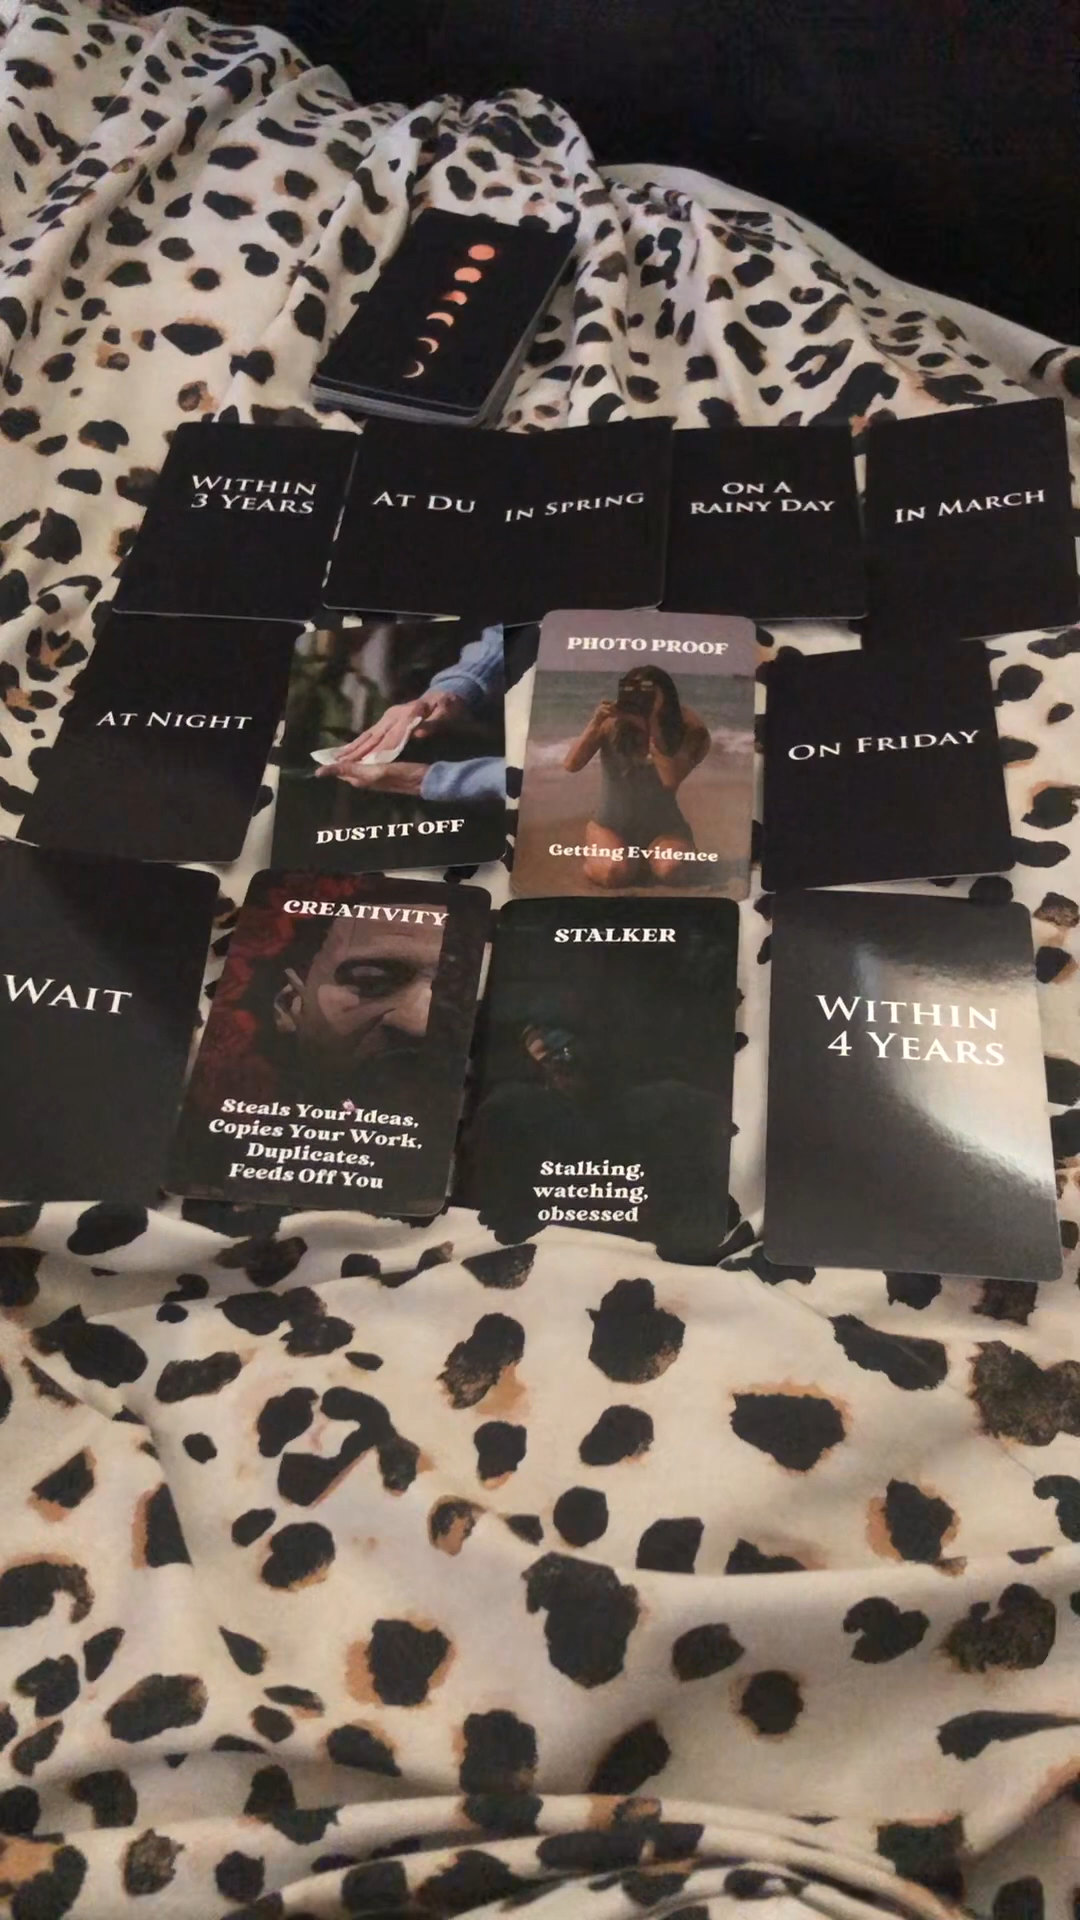 WITHIN
3 YEARS
AT DU
IN SPRING
ON A
RAINY DAY
IN MARCH
AT NIGHT
DUST IT OFF
PHOTO PROOF
Getting Evidence
ON FRIDAY
WAIT
CREATIVITY
Steals Your Ideas,
Copies Your Work,
Duplicates,
Feeds Off You
STALKER
Stalking,
watching,
obsessed
WITHIN
4 YEARS